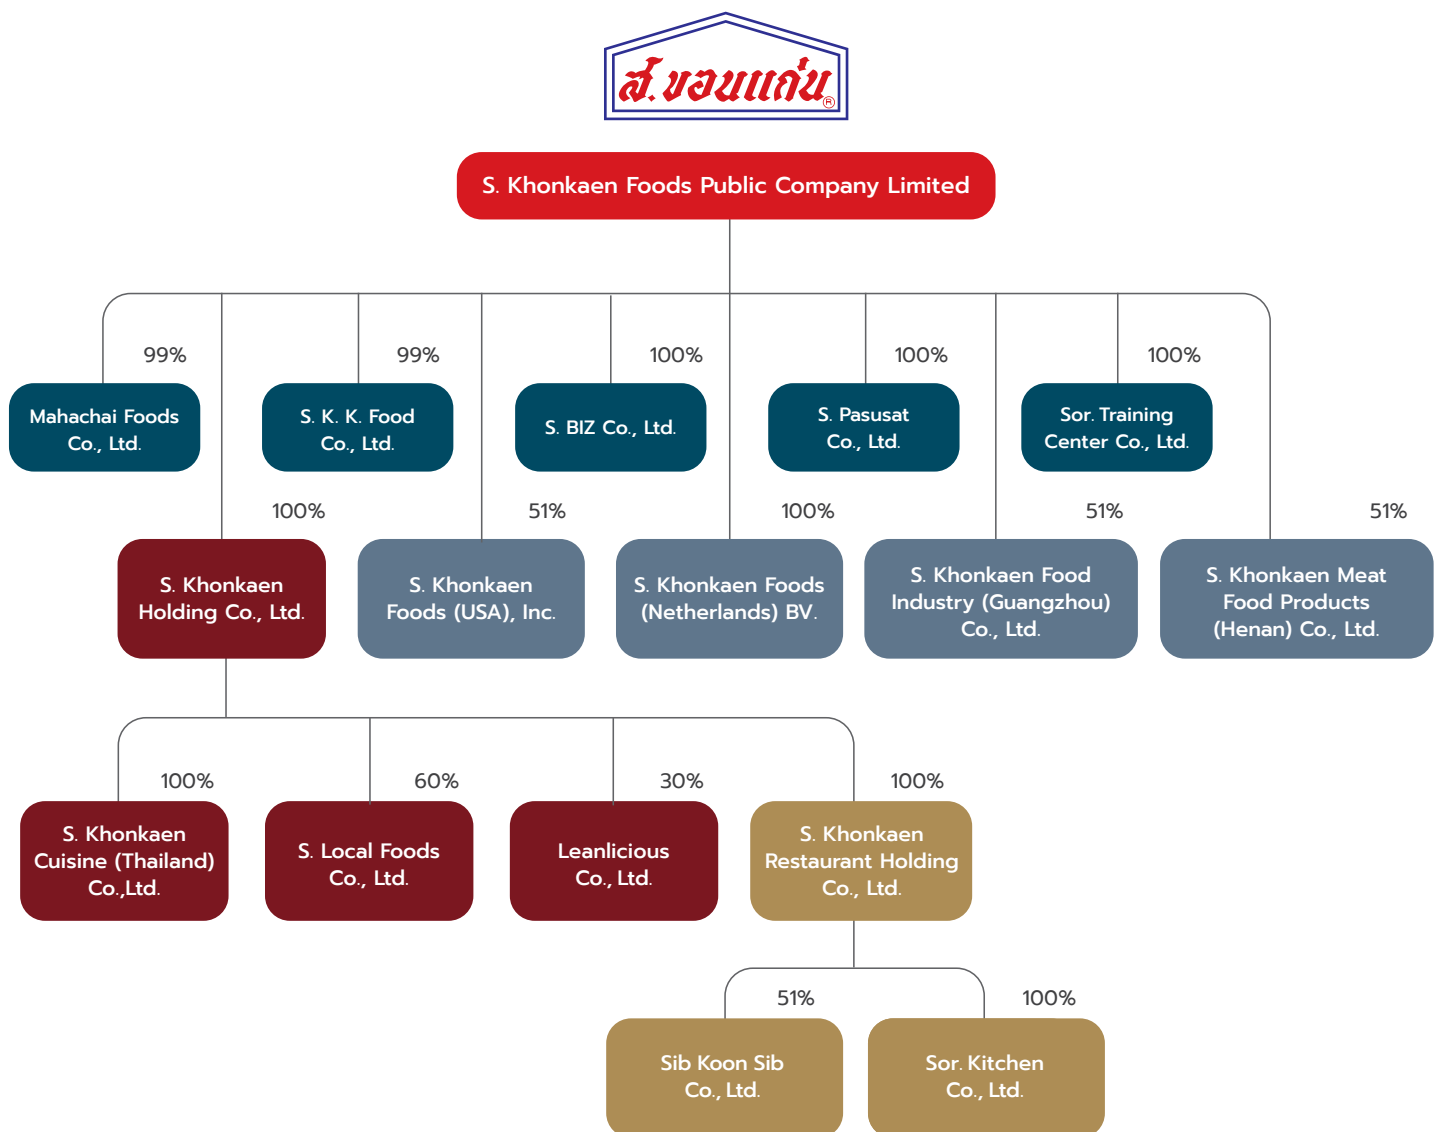 ส. ขอนแก่น ®
S. Khonkaen Foods Public Company Limited
99%
99%
100%
100%
100%
Mahachai Foods
Co., Ltd.
S. K. K. Food
Co., Ltd.
S. BIZ Co., Ltd.
S. Pasusat
Co., Ltd.
Sor. Training
Center Co., Ltd.
100%
51%
100%
51%
51%
S. Khonkaen
Holding Co., Ltd.
S. Khonkaen
Foods (USA), Inc.
S. Khonkaen Foods
(Netherlands) BV.
S. Khonkaen Food
Industry (Guangzhou)
Co., Ltd.
S. Khonkaen Meat
Food Products
(Henan) Co., Ltd.
100%
60%
30%
100%
S. Khonkaen
Cuisine (Thailand)
Co.,Ltd.
S. Local Foods
Co., Ltd.
Leanlicious
Co., Ltd.
S. Khonkaen
Restaurant Holding
Co., Ltd.
51%
100%
Sib Koon Sib
Co., Ltd.
Sor. Kitchen
Co., Ltd.